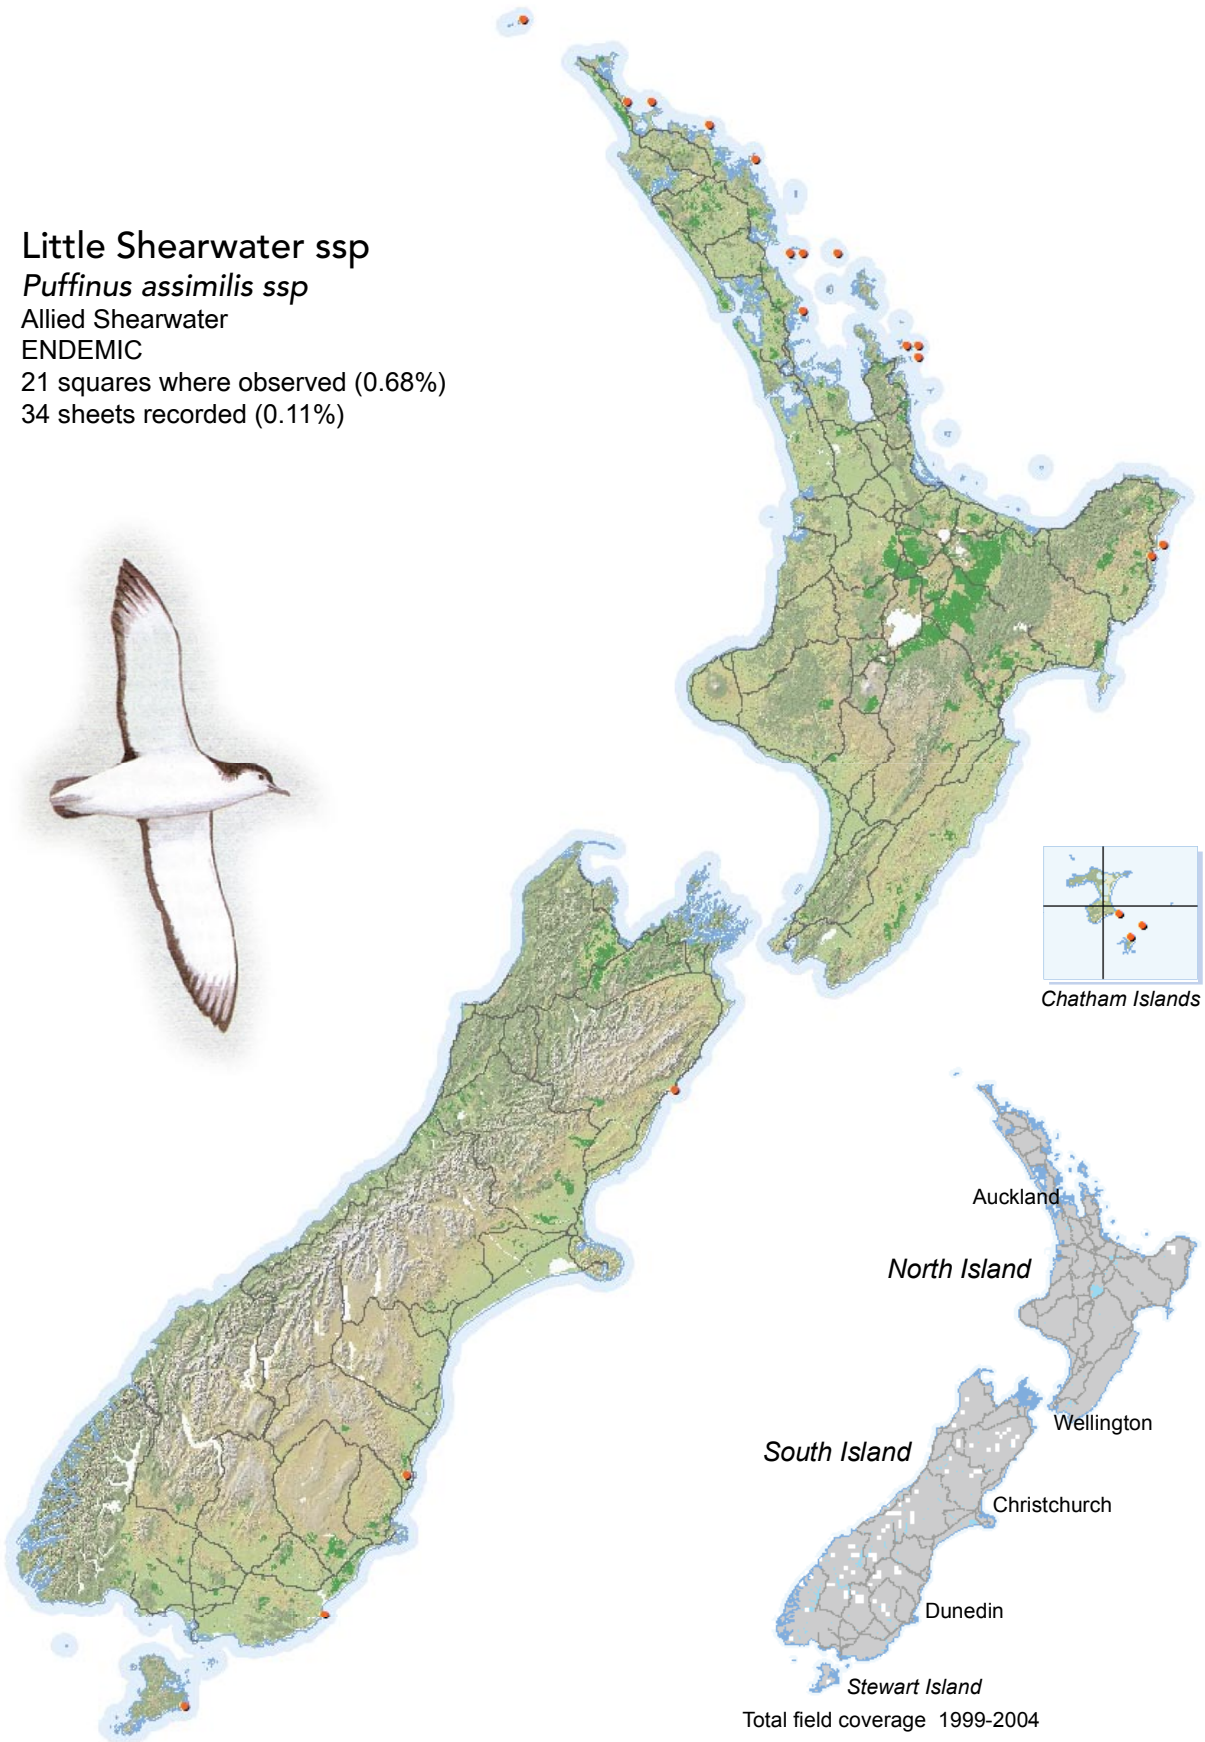 Little Shearwater ssp
Puffinus assimilis ssp
Allied Shearwater
ENDEMIC
21 squares where observed (0.68%)
34 sheets recorded (0.11%)
Chatham Islands
Auckland
North Island
Wellington
South Island
Christchurch
Dunedin
Stewart Island
Total field coverage 1999-2004